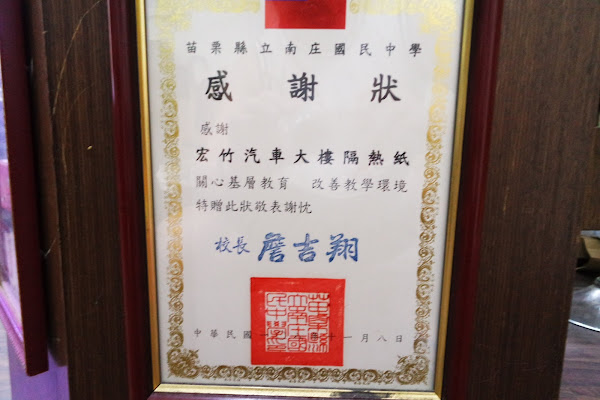 苗栗縣立南庄國民中學
感謝狀
感謝
宏竹汽車大樓隔熱紙
關心基層教育　改善教學環境
特贈此狀敬表謝忱
校長 詹吉翔
中華民國一 十一月八日